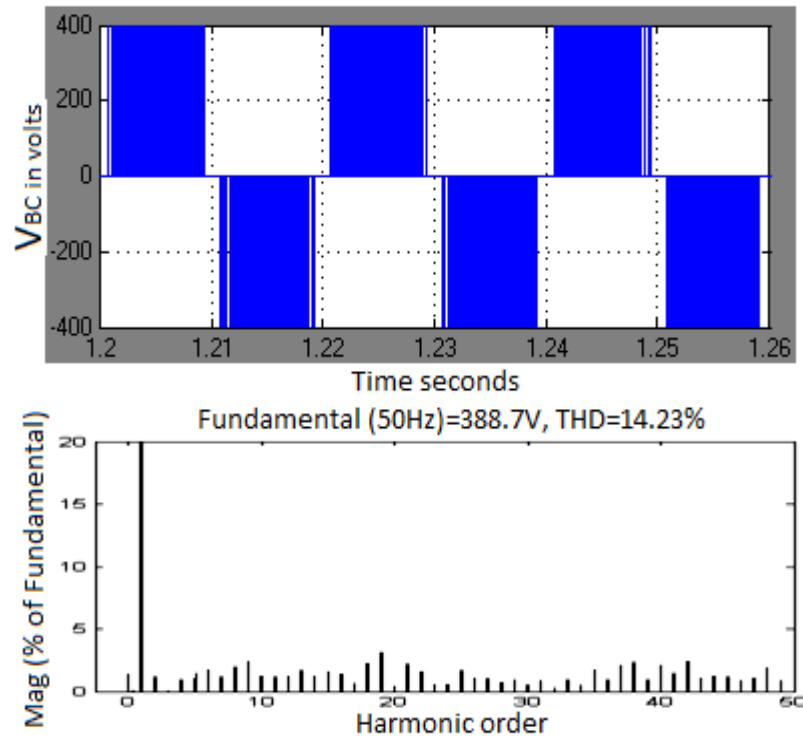 400
200
0
-200
-400
VBC in volts
1.2 1.21 1.22 1.23 1.24 1.25 1.26
Time seconds
Fundamental (50Hz)=388.7V, THD=14.23%
20
15
10
5
0
Mag (% of Fundamental)
0 10 20 30 40 50
Harmonic order